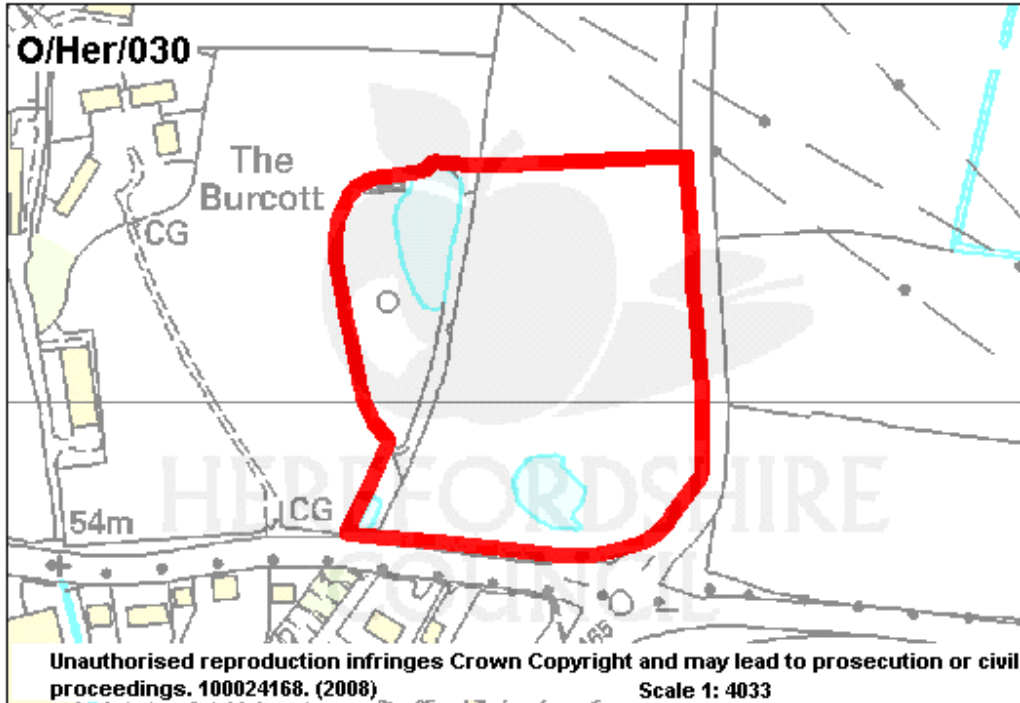 O/Her/030
The
Burcott
CG
HEREFORDSHIRE
COUNCIL
CG
54m
Unauthorised reproduction infringes Crown Copyright and may lead to prosecution or civil
proceedings. 100024168. (2008)
Scale 1: 4033